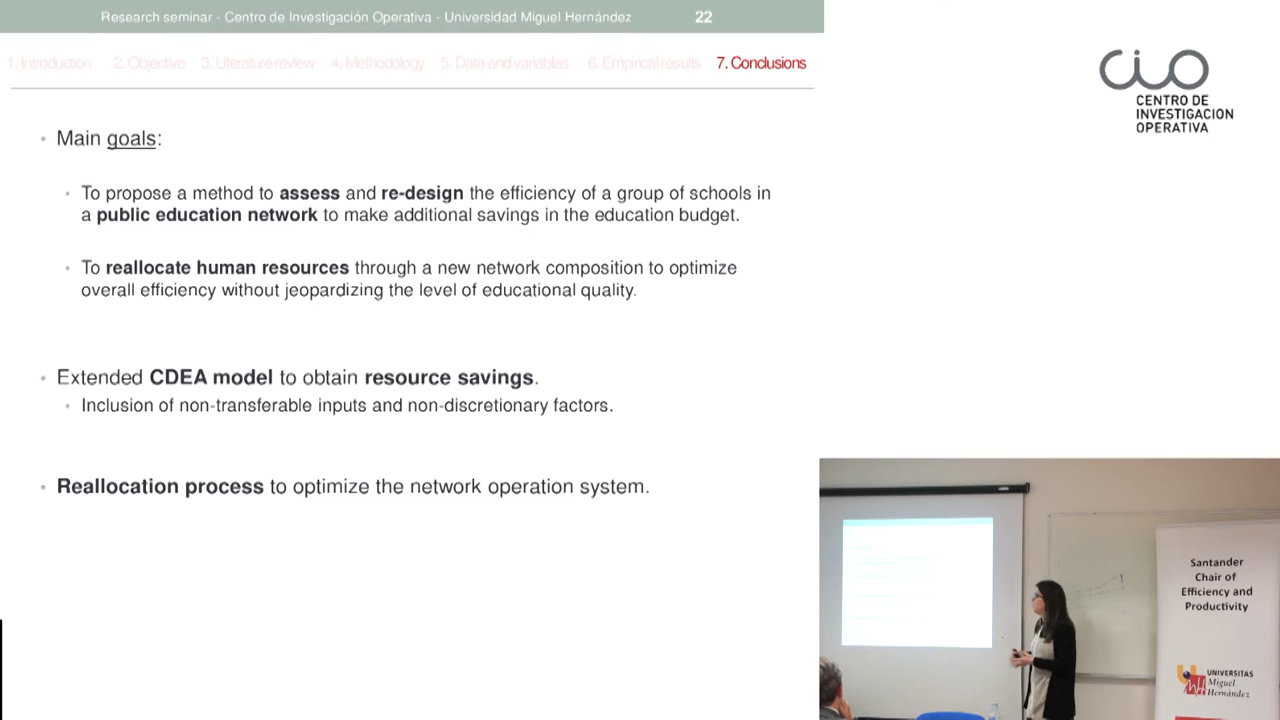 Research seminar - Centro de Investigación Operativa - Universidad Miguel Hernández 22
1. Introduction 2. Objective 3. Literature review 4. Methodology 5. Data and variables 6. Empirical results 7. Conclusions
CIO
CENTRO DE
INVESTIGACION
OPERATIVA
• Main goals:
• To propose a method to assess and re-design the efficiency of a group of schools in
a public education network to make additional savings in the education budget.
• To reallocate human resources through a new network composition to optimize
overall efficiency without jeopardizing the level of educational quality.
• Extended CDEA model to obtain resource savings.
• Inclusion of non-transferable inputs and non-discretionary factors.
• Reallocation process to optimize the network operation system.
Santander
Chair of
Efficiency and
Productivity
UNIVERSITAS
Miguel
Hernández